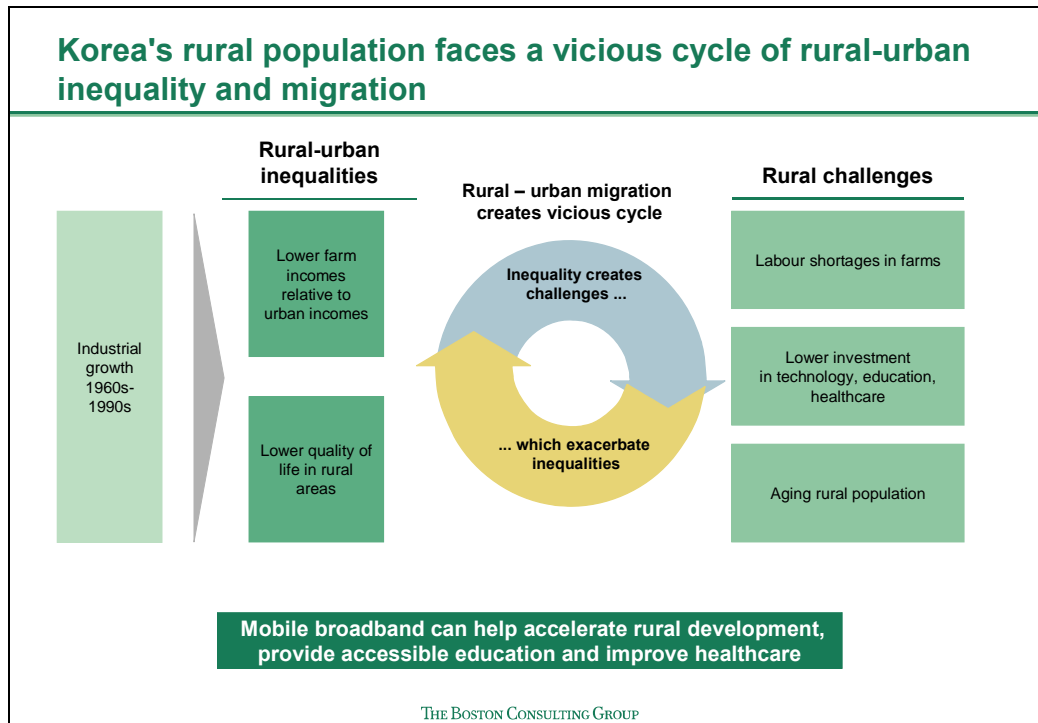 Korea's rural population faces a vicious cycle of rural-urban
inequality and migration
Rural-urban
inequalities
Rural – urban migration
creates vicious cycle
Rural challenges
Industrial
growth
1960s-
1990s
Lower farm
incomes
relative to
urban incomes
Lower quality of
life in rural
areas
Inequality creates
challenges ...
... which exacerbate
inequalities
Labour shortages in farms
Lower investment
in technology, education,
healthcare
Aging rural population
Mobile broadband can help accelerate rural development,
provide accessible education and improve healthcare
THE BOSTON CONSULTING GROUP